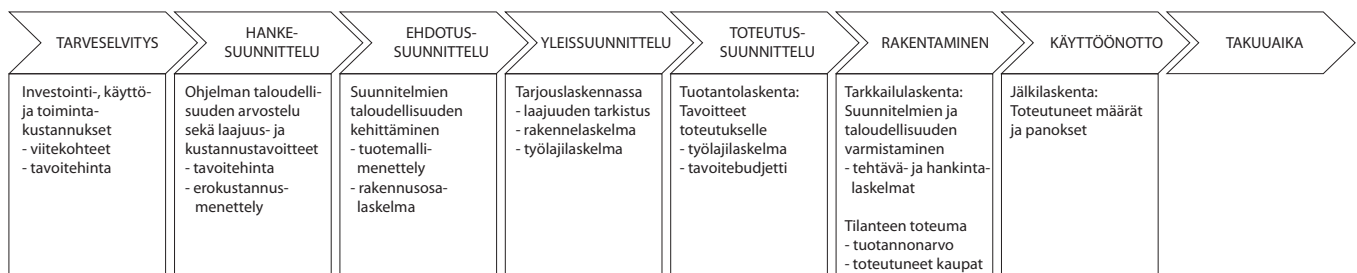 TARVESELVITYS
HANKE-
SUUNNITTELU
EHDOTUS-
SUUNNITTELU
YLEISSUUNNITTELU
TOTEUTUS-
SUUNNITTELU
RAKENTAMINEN
KÄYTTÖÖNOTTO
TAKUUAIKA
Investointi-, käyttö-
ja toiminta-
kustannukset
- viitekohteet
- tavoitehinta
Ohjelman taloudelli-
suuden arvostelu
sekä laajuus- ja
kustannustavoitteet
- tavoitehinta
- erokustannus-
menettely
Suunnitelmien
taloudellisuuden
kehittäminen
- tuotemalli-
menettely
- rakennusosa-
laskelma
Tarjouslaskennassa
- laajuuden tarkistus
- rakennelaskelma
- työlajilaskelma
Tuotantolaskenta:
Tavoitteet
toteutukselle
- työlajilaskelma
- tavoitebudjetti
Tarkkailulaskenta:
Suunnitelmien ja
taloudellisuuden
varmistaminen
- tehtävä- ja hankinta-
laskelmat
Tilanteen toteuma
- tuotannonarvo
- toteutuneet kaupat
Jälkilaskenta:
Toteutuneet määrät
ja panokset